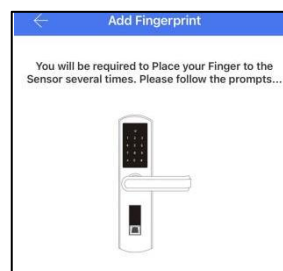 Add Fingerprint
You will be required to Place your Finger to the
Sensor several times. Please follow the prompts...